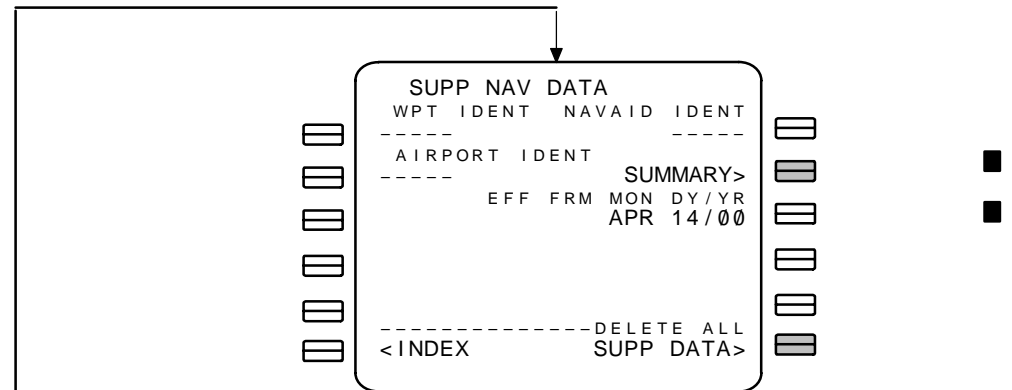 SUPP NAV DATA
WPT IDENT NAVAID IDENT
----- -----
AIRPORT IDENT
----- SUMMARY>
EFF FRM MON DY/YR
APR 14/00
--------------DELETE ALL
<INDEX SUPP DATA>